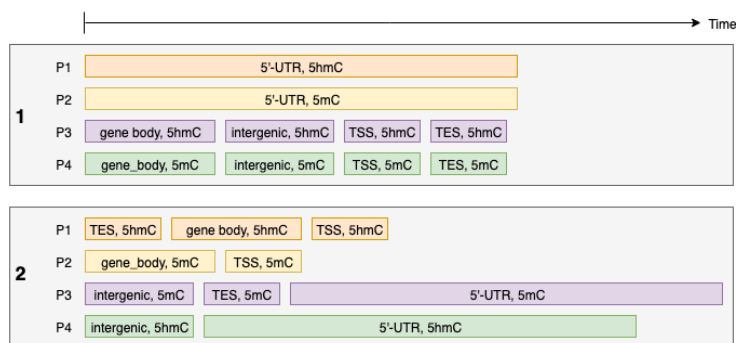 Time
1
P1 5'-UTR, 5hmC
P2 5'-UTR, 5mC
P3 gene body, 5hmC intergenic, 5hmC TSS, 5hmC TES, 5hmC
P4 gene_body, 5mC intergenic, 5mC TSS, 5mC TES, 5mC
2
P1 TES, 5hmC gene body, 5hmC TSS, 5hmC
P2 gene_body, 5mC TSS, 5mC
P3 intergenic, 5mC TES, 5mC 5'-UTR, 5mC
P4 intergenic, 5hmC 5'-UTR, 5hmC